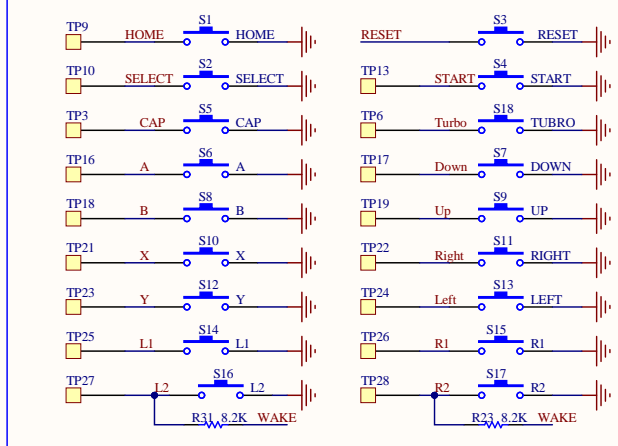 TP9 HOME S1 HOME RESET S3 RESET
TP10 SELECT S2 SELECT TP13 START S4 START
TP3 CAP S5 CAP TP6 Turbo S18 TUBRO
TP16 A S6 A TP17 Down S7 DOWN
TP18 B S8 B TP19 Up S9 UP
TP21 X S10 X TP22 Right S11 RIGHT
TP23 Y S12 Y TP24 Left S13 LEFT
TP25 L1 S14 L1 TP26 R1 S15 R1
TP27 L2 S16 L2 TP28 R2 S17 R2
R31 8.2K WAKE R23 8.2K WAKE